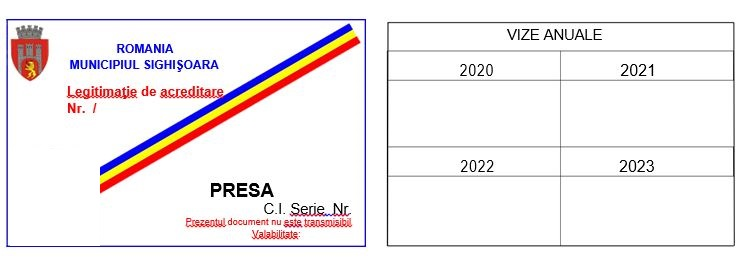 ROMANIA
MUNICIPIUL SIGHIŞOARA
Legitimaţie de acreditare
Nr. /
PRESA
C.I. Serie Nr.
Prezentul document nu este transmisibil
Valabilitate:
VIZE ANUALE
2020 2021
2022 2023